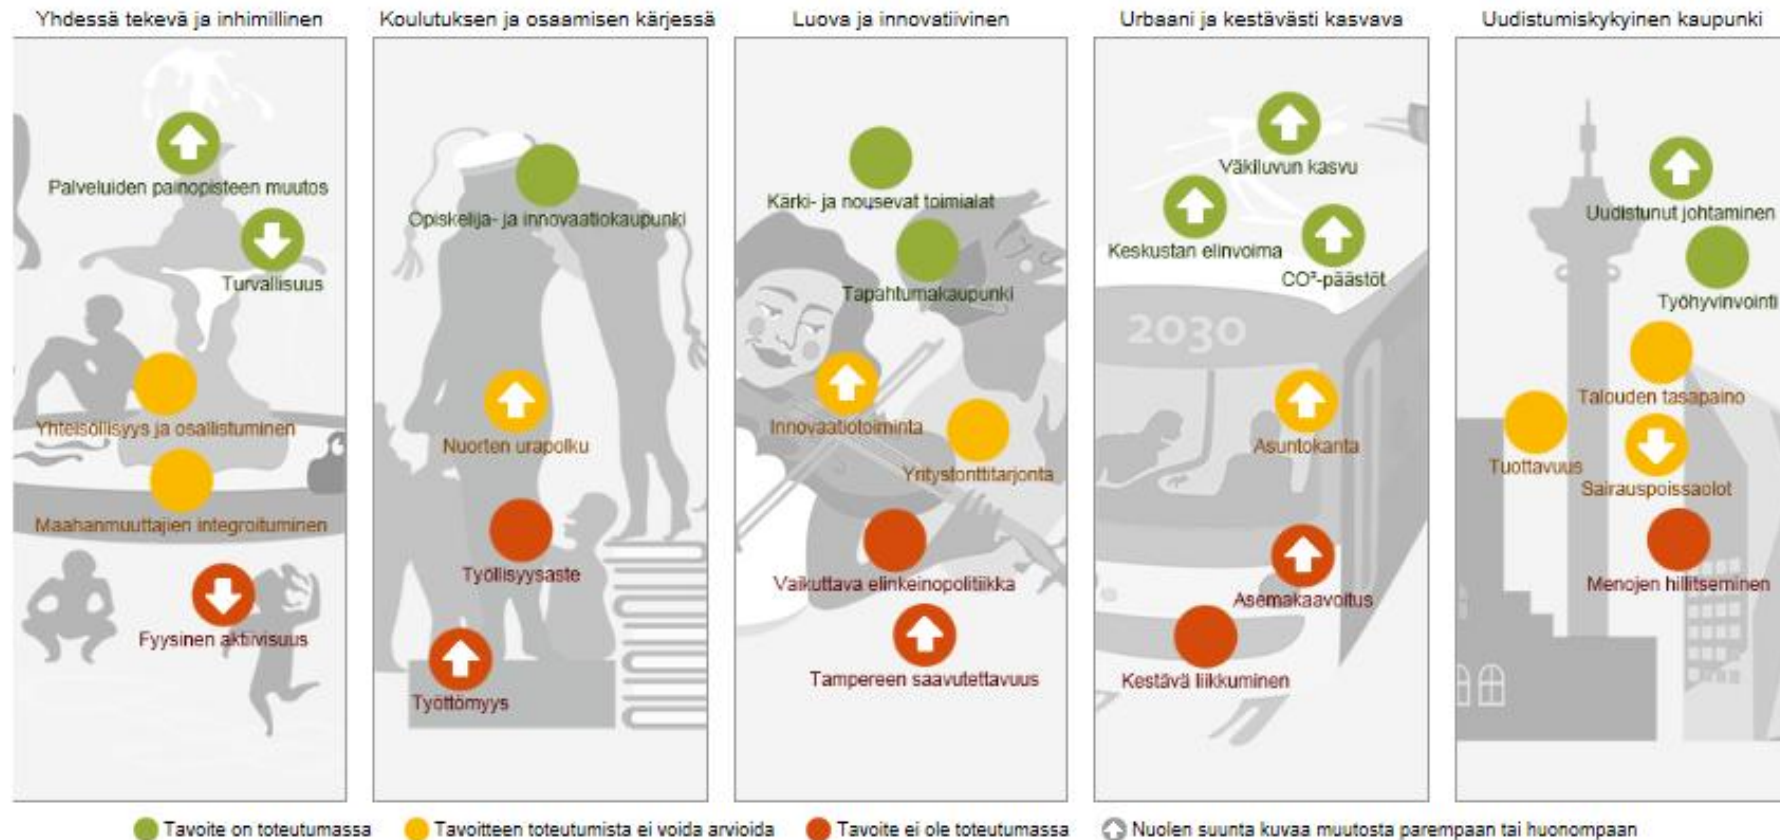 Yhdessä tekevä ja inhimillinen
Palveluiden painopisteen muutos
Turvallisuus
Yhteisöllisyys ja osallistuminen
Maahanmuuttajien integroituminen
Fyysinen aktiivisuus
Koulutuksen ja osaamisen kärjessä
Opiskelija- ja innovaatiokaupunki
Nuorten urapolku
Työllisyysaste
Työttömyys
Luova ja innovatiivinen
Kärki- ja nousevat toimialat
Tapahtumakaupunki
Innovaatiotoiminta
Yritystonttitarjonta
Vaikuttava elinkeinopolitiikka
Tampereen saavutettavuus
Urbaani ja kestävästi kasvava
Väkiluvun kasvu
Keskustan elinvoima
CO²-päästöt
2030
Asuntokanta
Asemakaavoitus
Kestävä liikkuminen
Uudistumiskykyinen kaupunki
Uudistunut johtaminen
Työhyvinvointi
Talouden tasapaino
Tuottavuus
Sairauspoissaolot
Menojen hillitseminen
Tavoite on toteutumassa
Tavoitteen toteutumista ei voida arvioida
Tavoite ei ole toteutumassa
Nuolen suunta kuvaa muutosta parempaan tai huonompaan